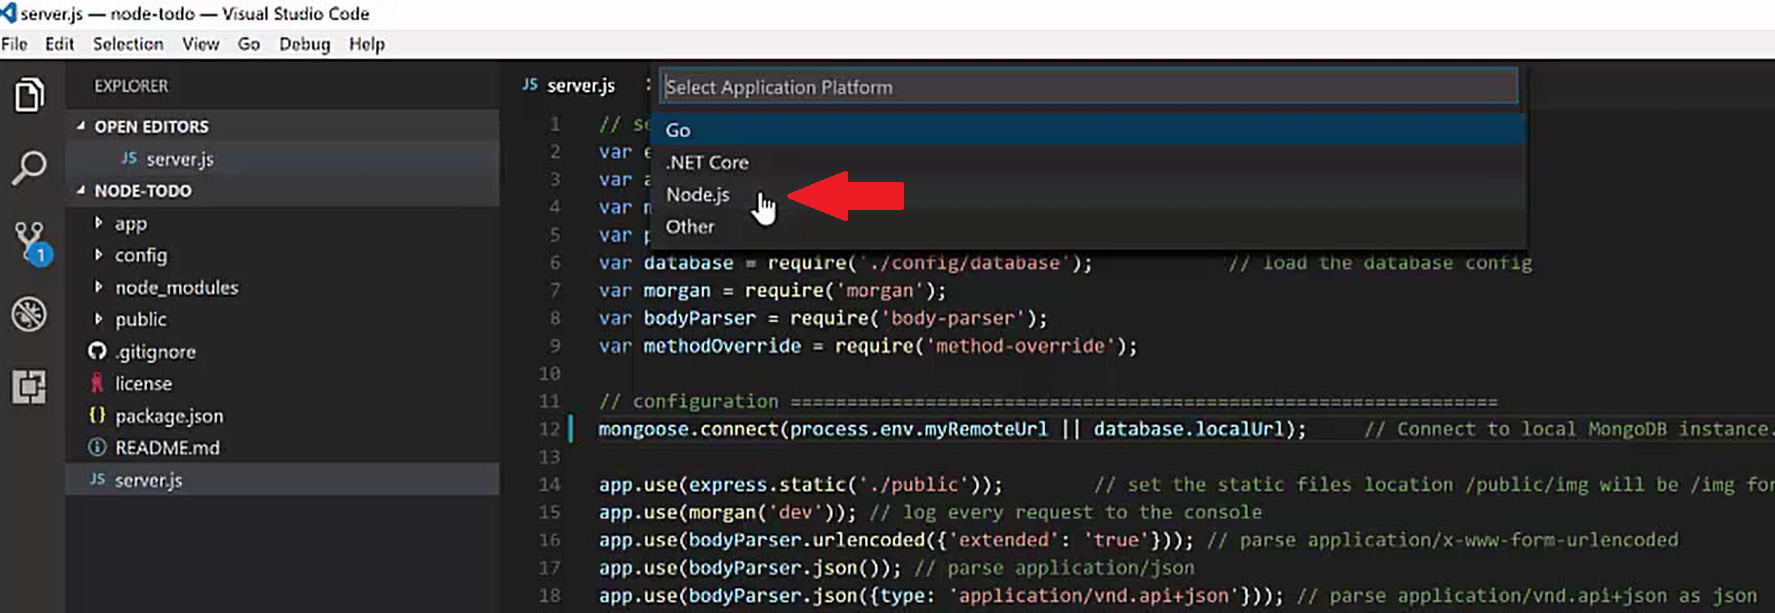 server.js — node-todo — Visual Studio Code
File Edit Selection View Go Debug Help
EXPLORER
OPEN EDITORS
JS server.js
NODE-TODO
app
config
node_modules
public
.gitignore
license
{} package.json
README.md
JS server.js
1
JS server.js
Select Application Platform
Go
.NET Core
Node.js
Other
1 // se
2 var e
3 var a
4 var m
5 var p
6 var database = require('./config/database'); // load the database config
7 var morgan = require('morgan');
8 var bodyParser = require('body-parser');
9 var methodOverride = require('method-override');
10
11 // configuration ===============================================================
12 mongoose.connect(process.env.myRemoteUrl || database.localUrl); // Connect to local MongoDB instance.
13
14 app.use(express.static('./public')); // set the static files location /public/img will be /img for
15 app.use(morgan('dev')); // log every request to the console
16 app.use(bodyParser.urlencoded({'extended': 'true'})); // parse application/x-www-form-urlencoded
17 app.use(bodyParser.json()); // parse application/json
18 app.use(bodyParser.json({type: 'application/vnd.api+json'})); // parse application/vnd.api+json as json